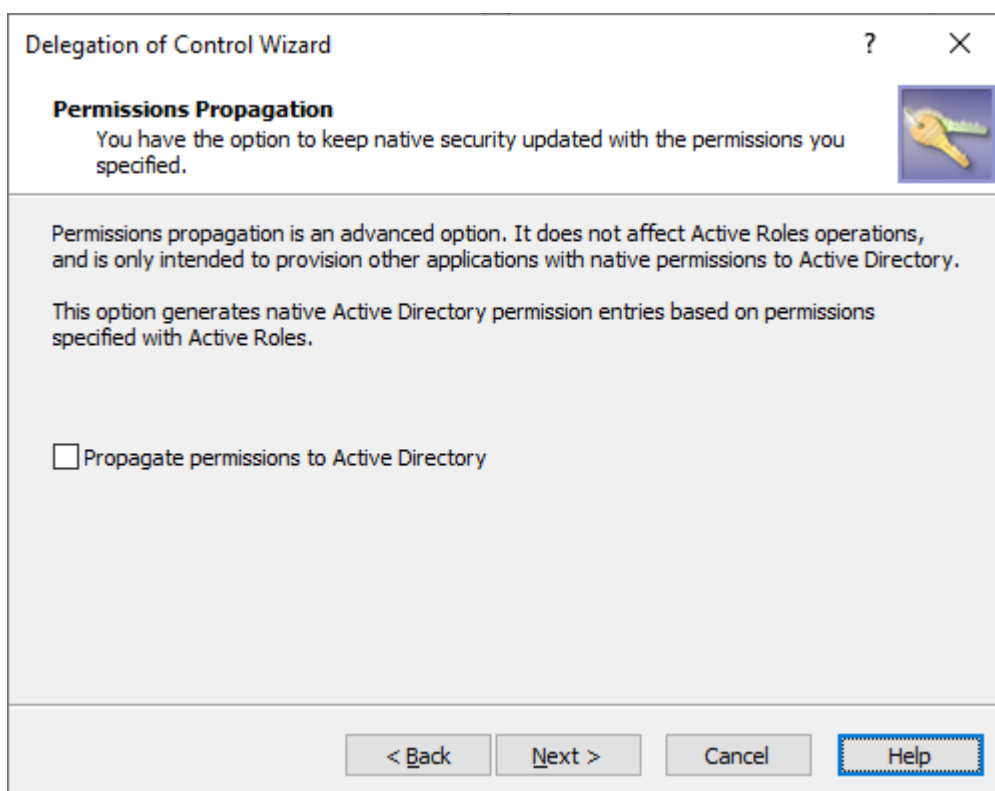 Delegation of Control Wizard
?
Permissions Propagation
You have the option to keep native security updated with the permissions you
specified.
Permissions propagation is an advanced option. It does not affect Active Roles operations,
and is only intended to provision other applications with native permissions to Active Directory.
This option generates native Active Directory permission entries based on permissions
specified with Active Roles.
Propagate permissions to Active Directory
< Back Next > Cancel Help